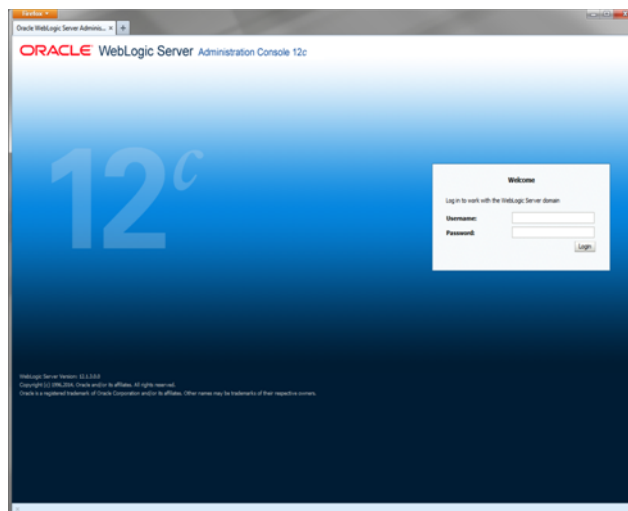 Firefox
Oracle WebLogic Server Adminis... × +
ORACLE WebLogic Server Administration Console 12c
12c
Welcome
Log in to work with the WebLogic Server domain
Username:
Password:
Login
WebLogic Server Version: 12.1.3.0.0
Copyright (c) 1996,2014, Oracle and/or its affiliates. All rights reserved.
Oracle is a registered trademark of Oracle Corporation and/or its affiliates. Other names may be trademarks of their respective owners.